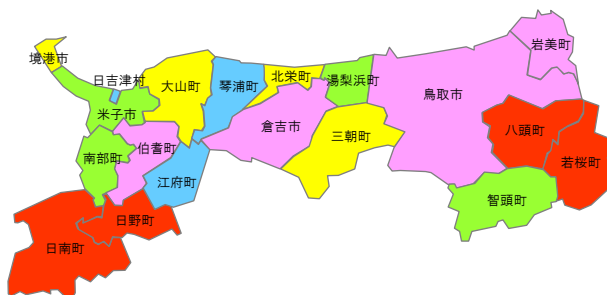 岩美町
境港市
日吉津村
大山町
琴浦町
北栄町
湯梨浜町
鳥取市
米子市
倉吉市
三朝町
八頭町
伯耆町
南部町
若桜町
江府町
智頭町
日野町
日南町